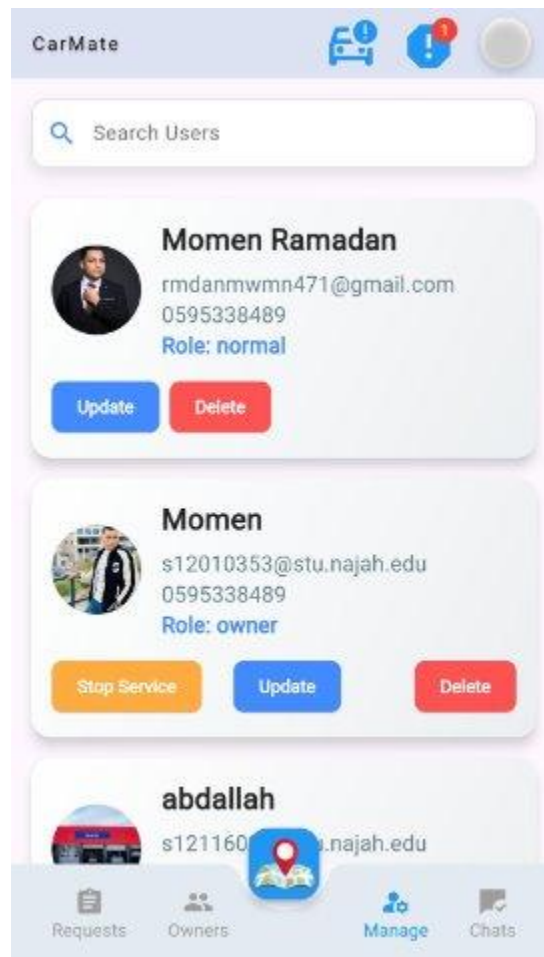 CarMate
1
Search Users
Momen Ramadan
rmdanmwmn471@gmail.com
0595338489
Role: normal
Update
Delete
Momen
s12010353@stu.najah.edu
0595338489
Role: owner
Stop Service
Update
Delete
abdallah
Requests
Owners
Manage
Chats